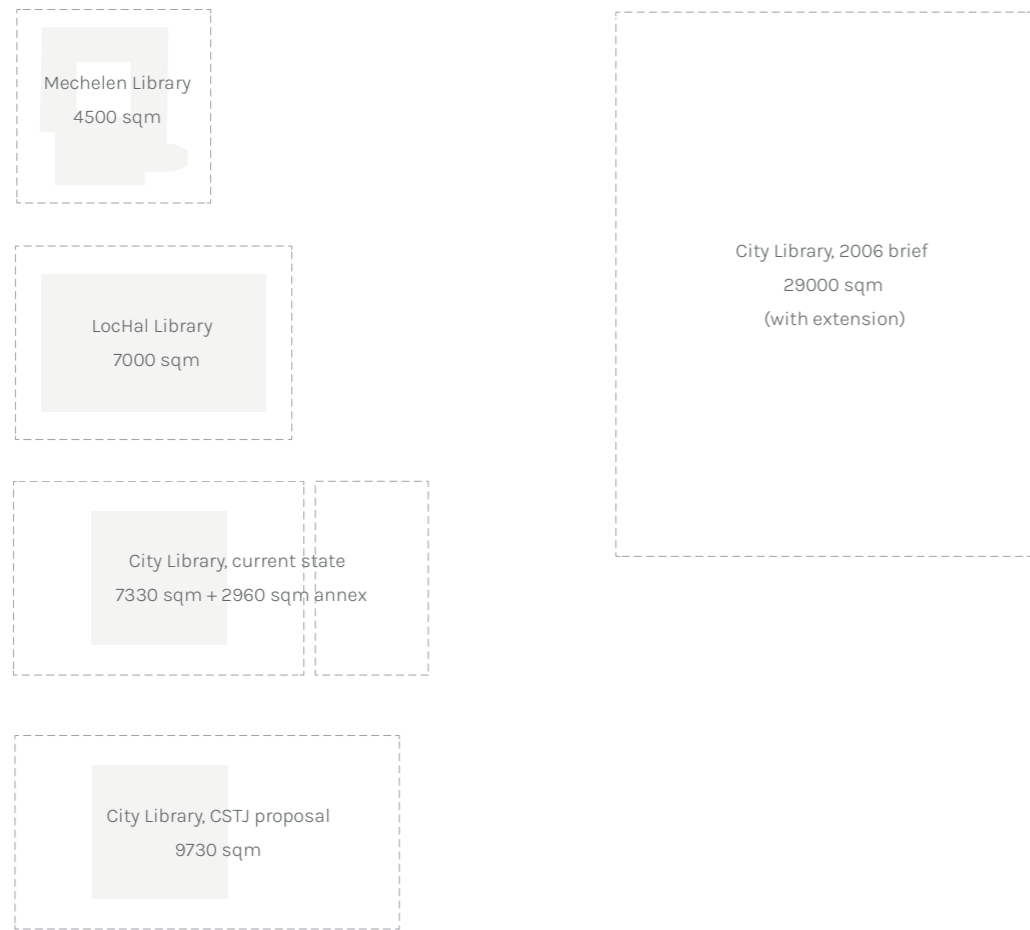 Mechelen Library
4500 sqm
LocHal Library
7000 sqm
City Library, current state
7330 sqm + 2960 sqm annex
City Library, CSTJ proposal
9730 sqm
City Library, 2006 brief
29000 sqm
(with extension)